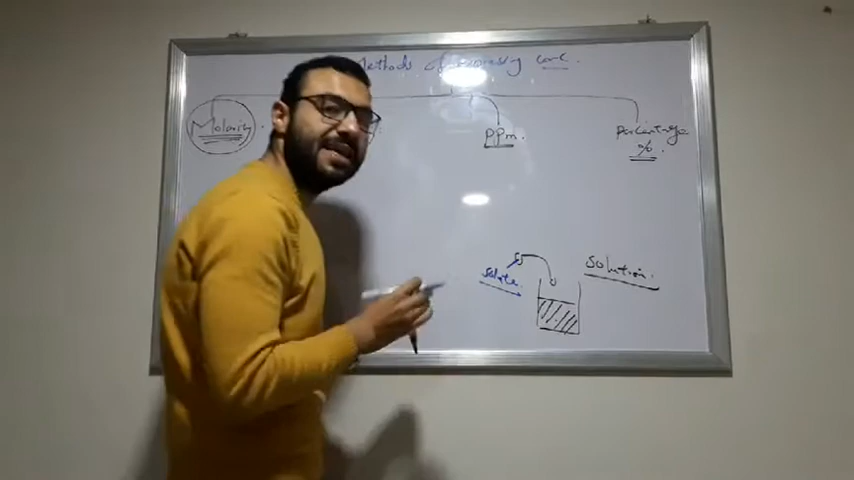 Methods of expressing conc.
Molarity
PPm.
percentage
%.
solute.
Solution.